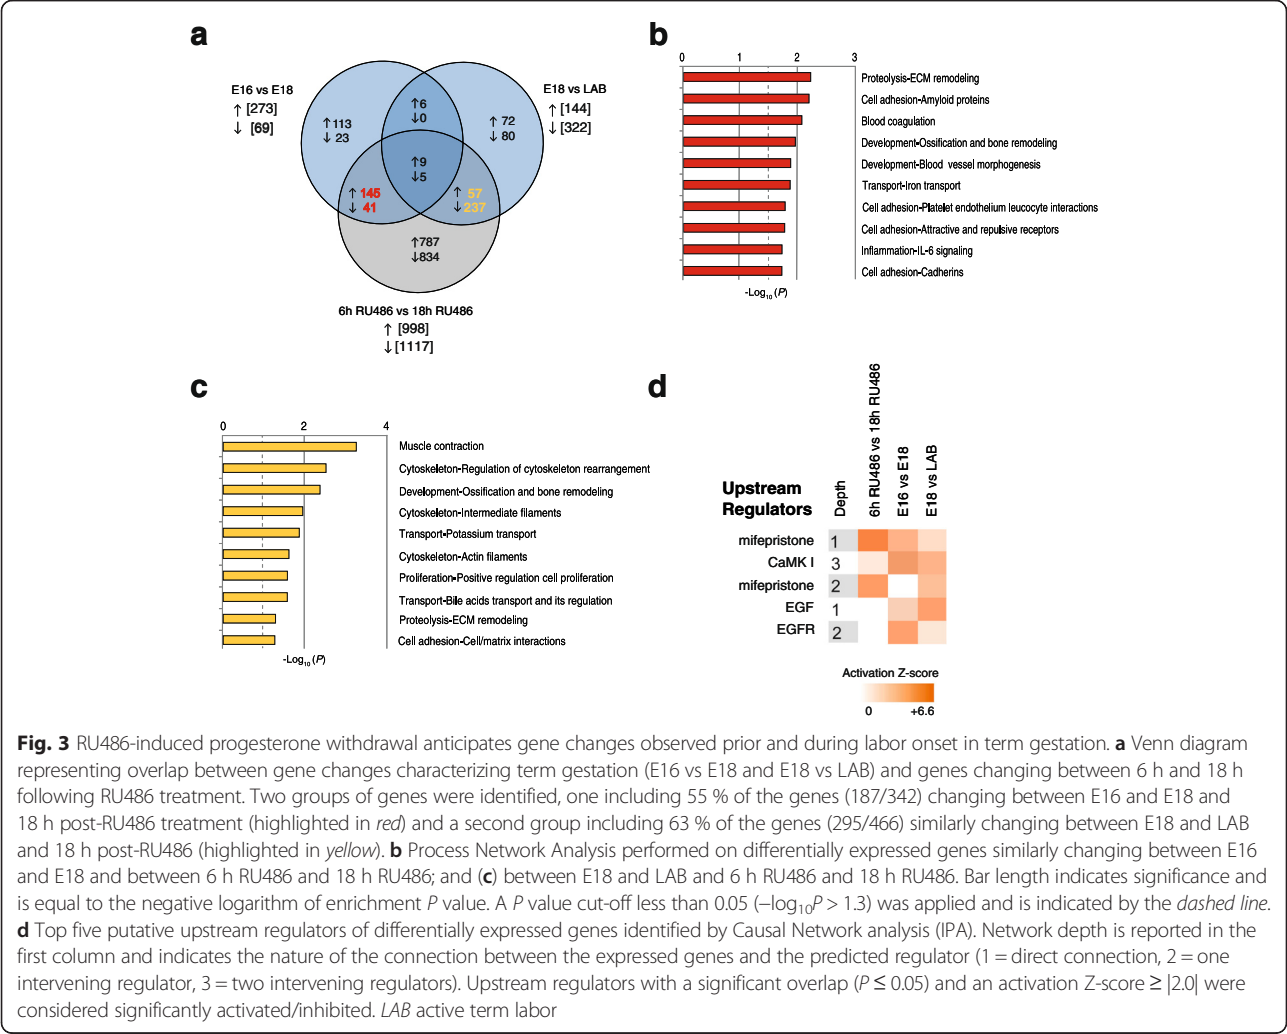 a
E16 vs E18
↑ [273]
↓ [69]
E18 vs LAB
↑ [144]
↓ [322]
↑113
↓ 23
↑6
↓0
↑ 72
↓ 80
↑9
↓5
↑ 145
↓ 41
↑ 57
↓237
↑787
↓834
6h RU486 vs 18h RU486
↑ [998]
↓ [1117]
b
0 1 2 3
Proteolysis-ECM remodeling
Cell adhesion-Amyloid proteins
Blood coagulation
Development-Ossification and bone remodeling
Development-Blood vessel morphogenesis
Transport-Iron transport
Cell adhesion-Platelet endothelium leucocyte interactions
Cell adhesion-Attractive and repulsive receptors
Inflammation-IL-6 signaling
Cell adhesion-Cadherins
-Log10 (P)
c
0 2 4
Muscle contraction
Cytoskeleton-Regulation of cytoskeleton rearrangement
Development-Ossification and bone remodeling
Cytoskeleton-Intermediate filaments
Transport-Potassium transport
Cytoskeleton-Actin filaments
Proliferation-Positive regulation cell proliferation
Transport-Bile acids transport and its regulation
Proteolysis-ECM remodeling
Cell adhesion-Cell/matrix interactions
-Log10 (P)
d
Upstream
Regulators
Depth
6h RU486 vs 18h RU486
E16 vs E18
E18 vs LAB
mifepristone 1
CaMK I 3
mifepristone 2
EGF 1
EGFR 2
Activation Z-score
0 +6.6
Fig. 3 RU486-induced progesterone withdrawal anticipates gene changes observed prior and during labor onset in term gestation. a Venn diagram
representing overlap between gene changes characterizing term gestation (E16 vs E18 and E18 vs LAB) and genes changing between 6 h and 18 h
following RU486 treatment. Two groups of genes were identified, one including 55 % of the genes (187/342) changing between E16 and E18 and
18 h post-RU486 treatment (highlighted in red) and a second group including 63 % of the genes (295/466) similarly changing between E18 and LAB
and 18 h post-RU486 (highlighted in yellow). b Process Network Analysis performed on differentially expressed genes similarly changing between E16
and E18 and between 6 h RU486 and 18 h RU486; and (c) between E18 and LAB and 6 h RU486 and 18 h RU486. Bar length indicates significance and
is equal to the negative logarithm of enrichment P value. A P value cut-off less than 0.05 (−log10P > 1.3) was applied and is indicated by the dashed line.
d Top five putative upstream regulators of differentially expressed genes identified by Causal Network analysis (IPA). Network depth is reported in the
first column and indicates the nature of the connection between the expressed genes and the predicted regulator (1 = direct connection, 2 = one
intervening regulator, 3 = two intervening regulators). Upstream regulators with a significant overlap (P ≤ 0.05) and an activation Z-score ≥ |2.0| were
considered significantly activated/inhibited. LAB active term labor